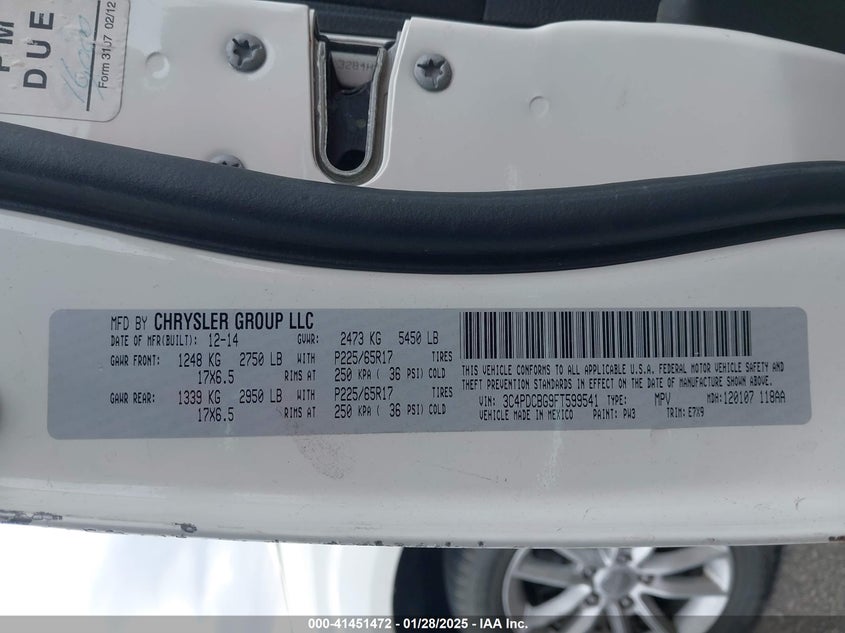 PM
DUE
Form 3107 02/12
3284H
MFD BY CHRYSLER GROUP LLC
DATE OF MFR(BUILT): 12-14 GVWR: 2473 KG 5450 LB
GAWR FRONT: 1248 KG 2750 LB WITH P225/65R17 TIRES
17X6.5 RIMS AT 250 KPA ( 36 PSI) COLD
GAWR REAR: 1339 KG 2950 LB WITH P225/65R17 TIRES
17X6.5 RIMS AT 250 KPA ( 36 PSI) COLD
THIS VEHICLE CONFORMS TO ALL APPLICABLE U.S.A. FEDERAL MOTOR VEHICLE SAFETY AND
THEFT PREVENTION STANDARDS IN EFFECT ON THE DATE OF MANUFACTURE SHOWN ABOVE.
VIN: 3C4PDCBG9FT599541 TYPE: MPV MDH: 120107 118AA
VEHICLE MADE IN MEXICO PAINT: PW3 TRIM: E7X9
000-41451472 - 01/28/2025 - IAA Inc.